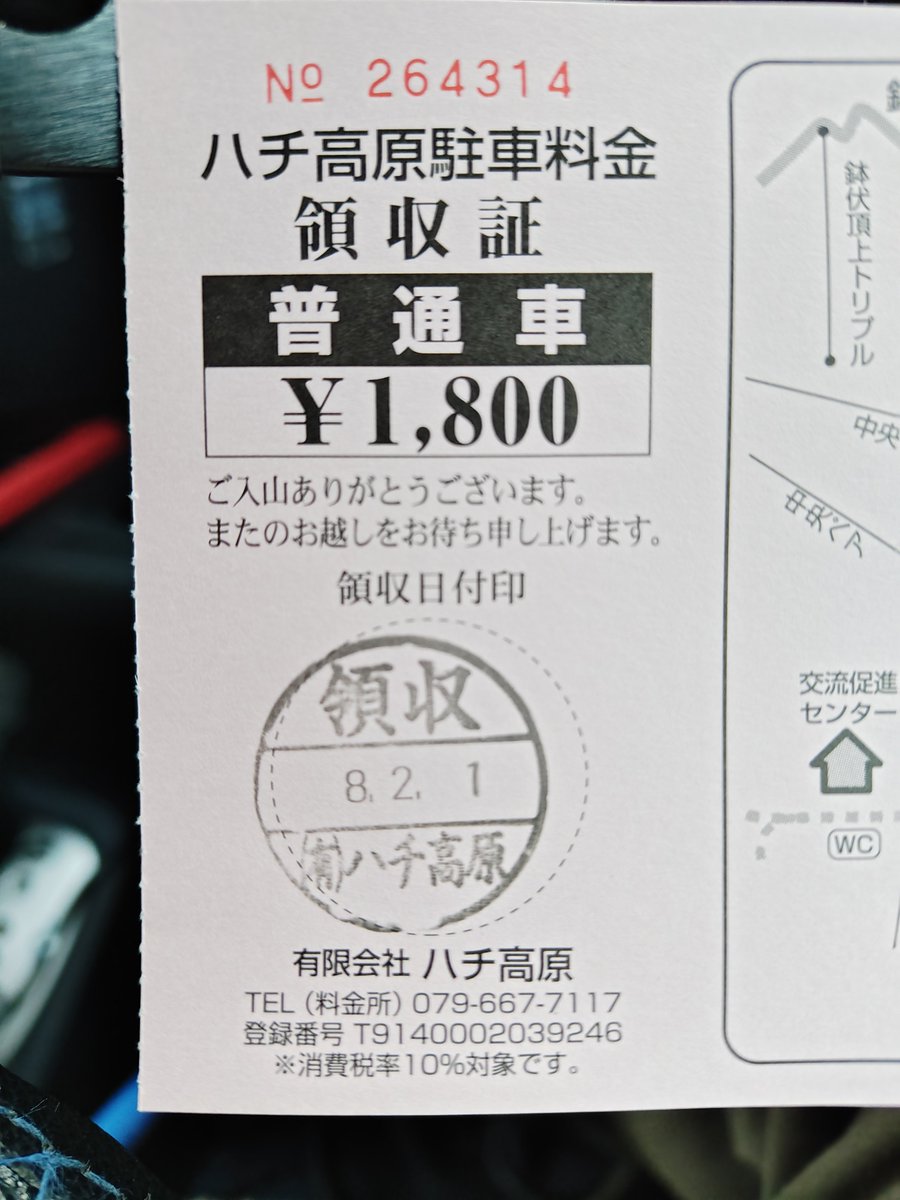 № 264314
ハチ高原駐車料金
領収証
普通車
¥1,800
ご入山ありがとうございます。
またのお越しをお待ち申し上げます。
領収日付印
領収
8. 2. 1
㈲ハチ高原
有限会社 ハチ高原
TEL（料金所）079-667-7117
登録番号 T9140002039246
※消費税率10%対象です。
鉢伏頂上トリプル
中央
中央ペア
交流促進
センター
WC